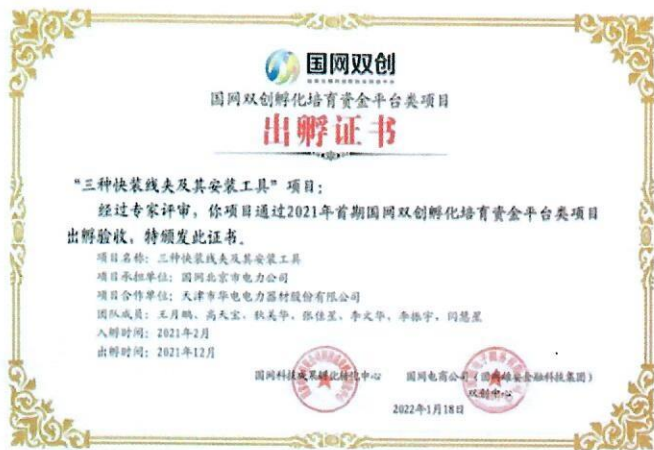 国网双创
国网双创孵化培育资金平台类项目
出孵证书
“三种快装线夹及其安装工具”项目：
经过专家评审，你项目通过2021年首期国网双创孵化培育资金平台类项目
出孵验收，特颁发此证书。
项目名称：三种快装线夹及其安装工具
项目承担单位：国网北京市电力公司
项目合作单位：天津市华电电力器材股份有限公司
团队成员：王月鹏、高天宝、狄美华、张佳星、李文华、李振宇、闫慧星
入孵时间：2021年2月
出孵时间：2021年12月
国网科技成果孵化转化中心 国网电商公司（国网雄安金融科技集团）
双创中心
2022年1月18日